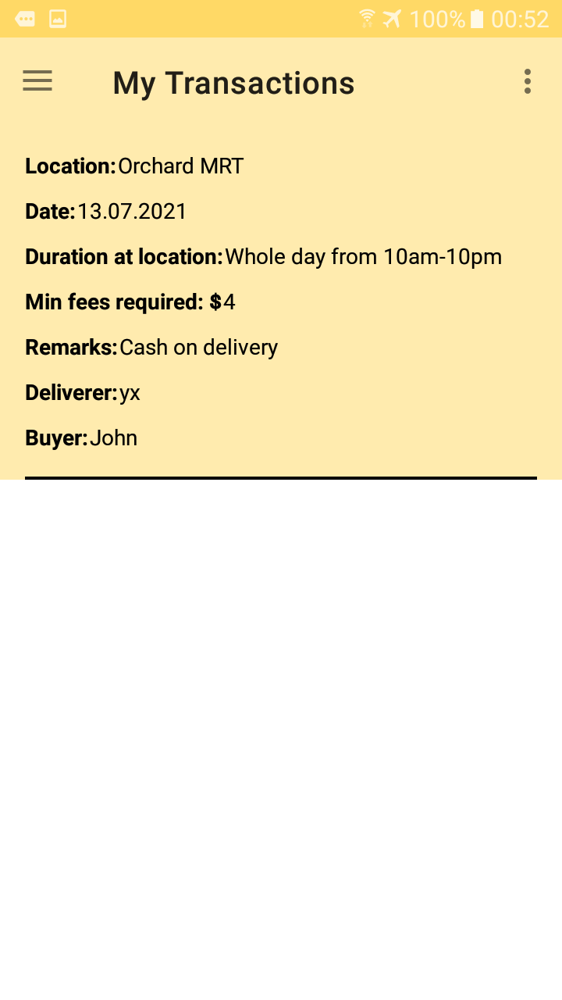 100% 00:52
My Transactions
Location:Orchard MRT
Date:13.07.2021
Duration at location:Whole day from 10am-10pm
Min fees required: $4
Remarks:Cash on delivery
Deliverer:yx
Buyer:John